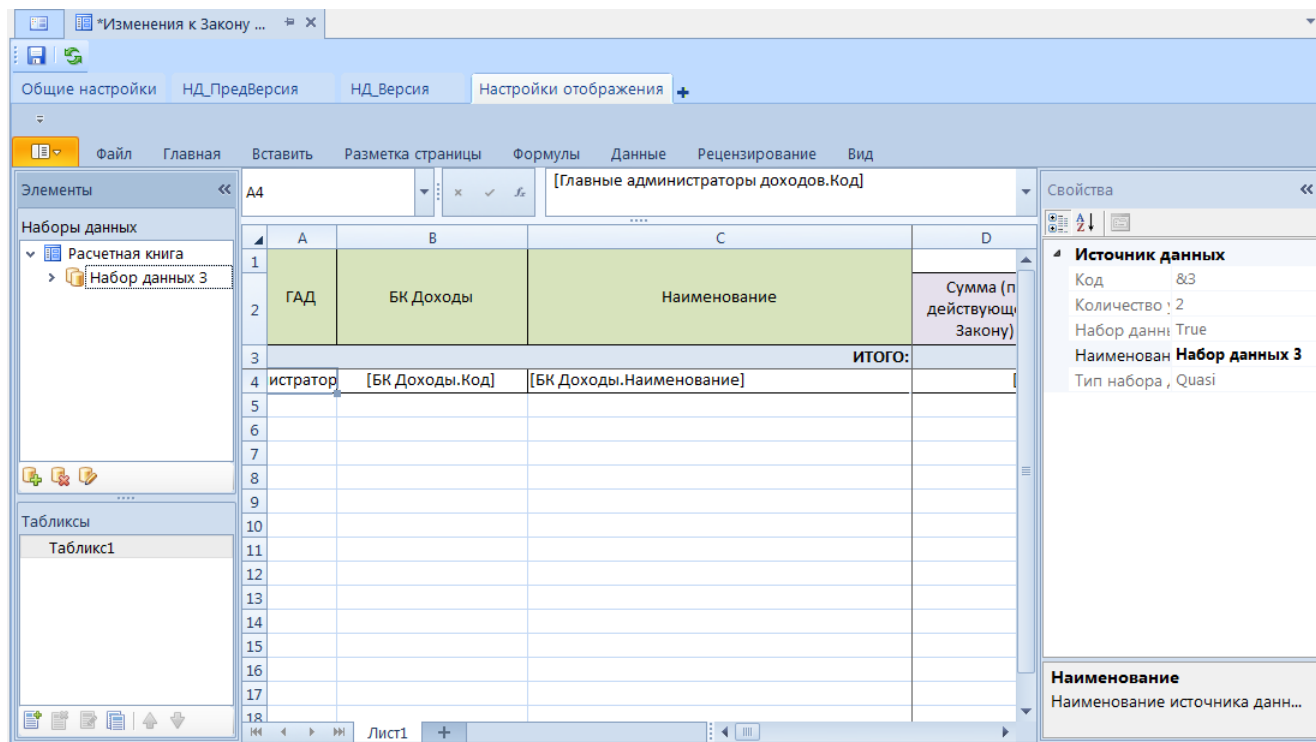 *Изменения к Закону ...
Общие настройки НД_ПредВерсия НД_Версия Настройки отображения
Файл Главная Вставить Разметка страницы Формулы Данные Рецензирование Вид
Элементы
Наборы данных
Расчетная книга
Набор данных 3
Табликсы
Табликс1
A4
[Главные администраторы доходов.Код]
A B C D
1
2 ГАД БК Доходы Наименование Сумма (п
действующ
Закону)
3 ИТОГО:
4 истратор [БК Доходы.Код] [БК Доходы.Наименование] [
5
6
7
8
9
10
11
12
13
14
15
16
17
18
Лист1
Свойства
Источник данных
Код &3
Количество 2
Набор данн True
Наименован Набор данных 3
Тип набора Quasi
Наименование
Наименование источника данн...